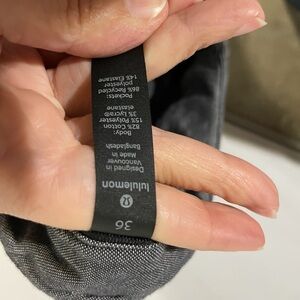 36
lululemon
Designed in
Vancouver
Made in
Bangladesh
Body:
82% Cotton
15% Polyester
3% Lycra®
elastane
Pockets:
86% Recycled
polyester
14% Elastane